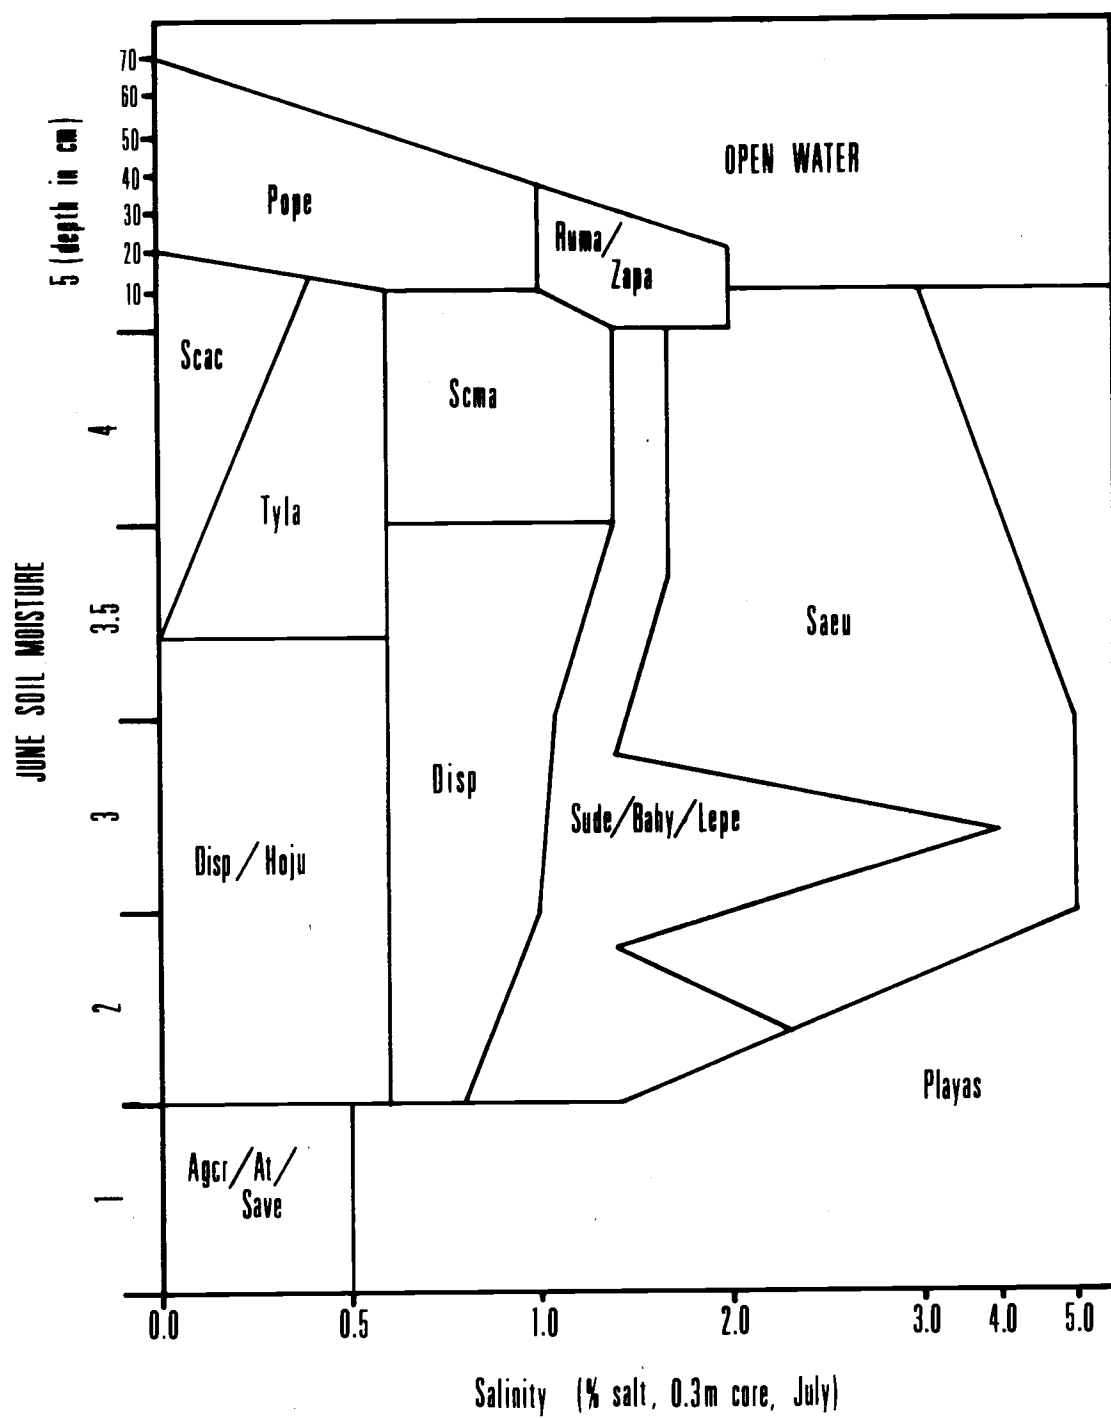 70
60
50
40
30
20
10
5 (depth in cm)
4
3.5
3
2
1
JUNE SOIL MOISTURE
OPEN WATER
Pope
Ruma/
Zapa
Scac
Scma
Tyla
Saeu
Disp
Sude/Bahy/Lepe
Disp/Hoju
Playas
Agcr/At/
Save
0.0 0.5 1.0 2.0 3.0 4.0 5.0
Salinity (% salt, 0.3m core, July)